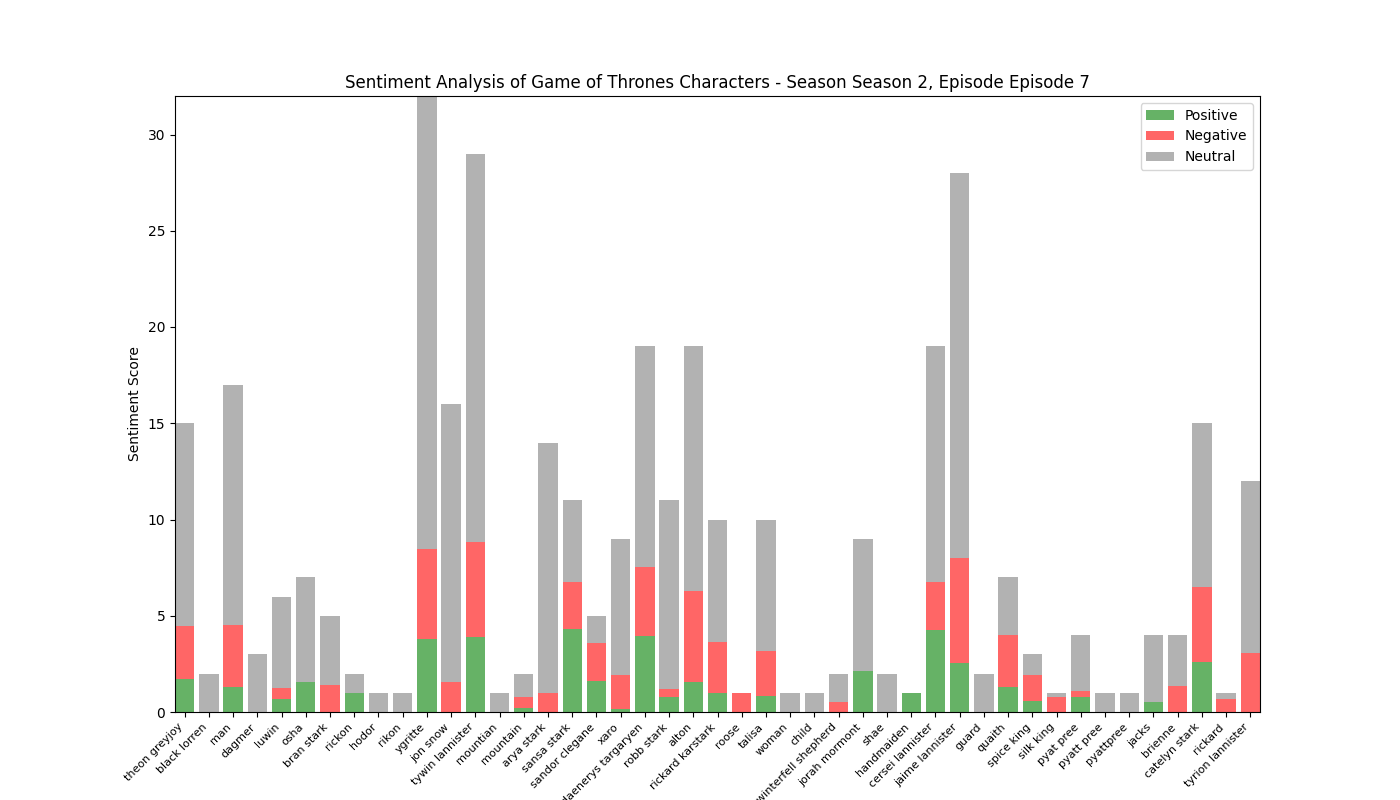 Sentiment Analysis of Game of Thrones Characters - Season Season 2, Episode Episode 7
Positive
Negative
Neutral
Sentiment Score
30
25
20
15
10
5
0
theon greyjoy
black lorren
man
dagmer
luwin
osha
bran stark
rickon
hodor
rikon
ygritte
jon snow
tywin lannister
mountian
mountain
arya stark
sansa stark
sandor clegane
xaro
daenerys targaryen
robb stark
alton
rickard karstark
roose
talisa
woman
child
winterfell shepherd
jorah mormont
shae
handmaiden
cersei lannister
jaime lannister
guard
quaith
spice king
silk king
pyat pree
pyatt pree
pyattpree
jacks
brienne
catelyn stark
rickard
tyrion lannister